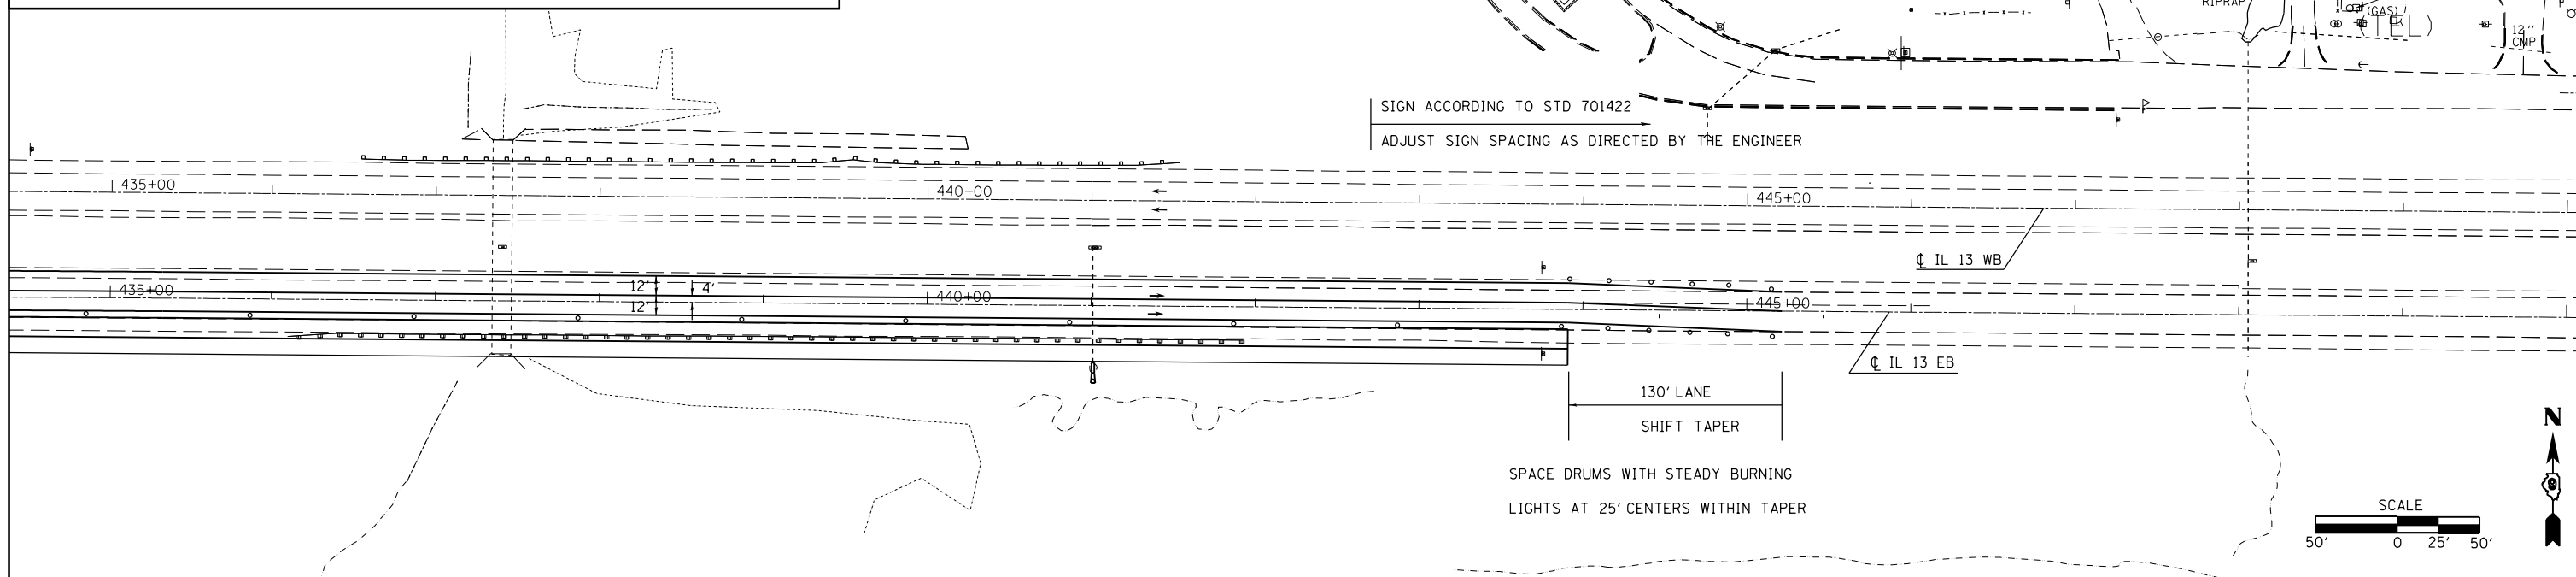 RIPRAP
(GAS)
(TEL)
12"
CMP
SIGN ACCORDING TO STD 701422
ADJUST SIGN SPACING AS DIRECTED BY THE ENGINEER
435+00
440+00
445+00
℄ IL 13 WB
435+00
12'
4'
12'
440+00
445+00
℄ IL 13 EB
130' LANE
SHIFT TAPER
SPACE DRUMS WITH STEADY BURNING
LIGHTS AT 25' CENTERS WITHIN TAPER
N
SCALE
50' 0 25' 50'